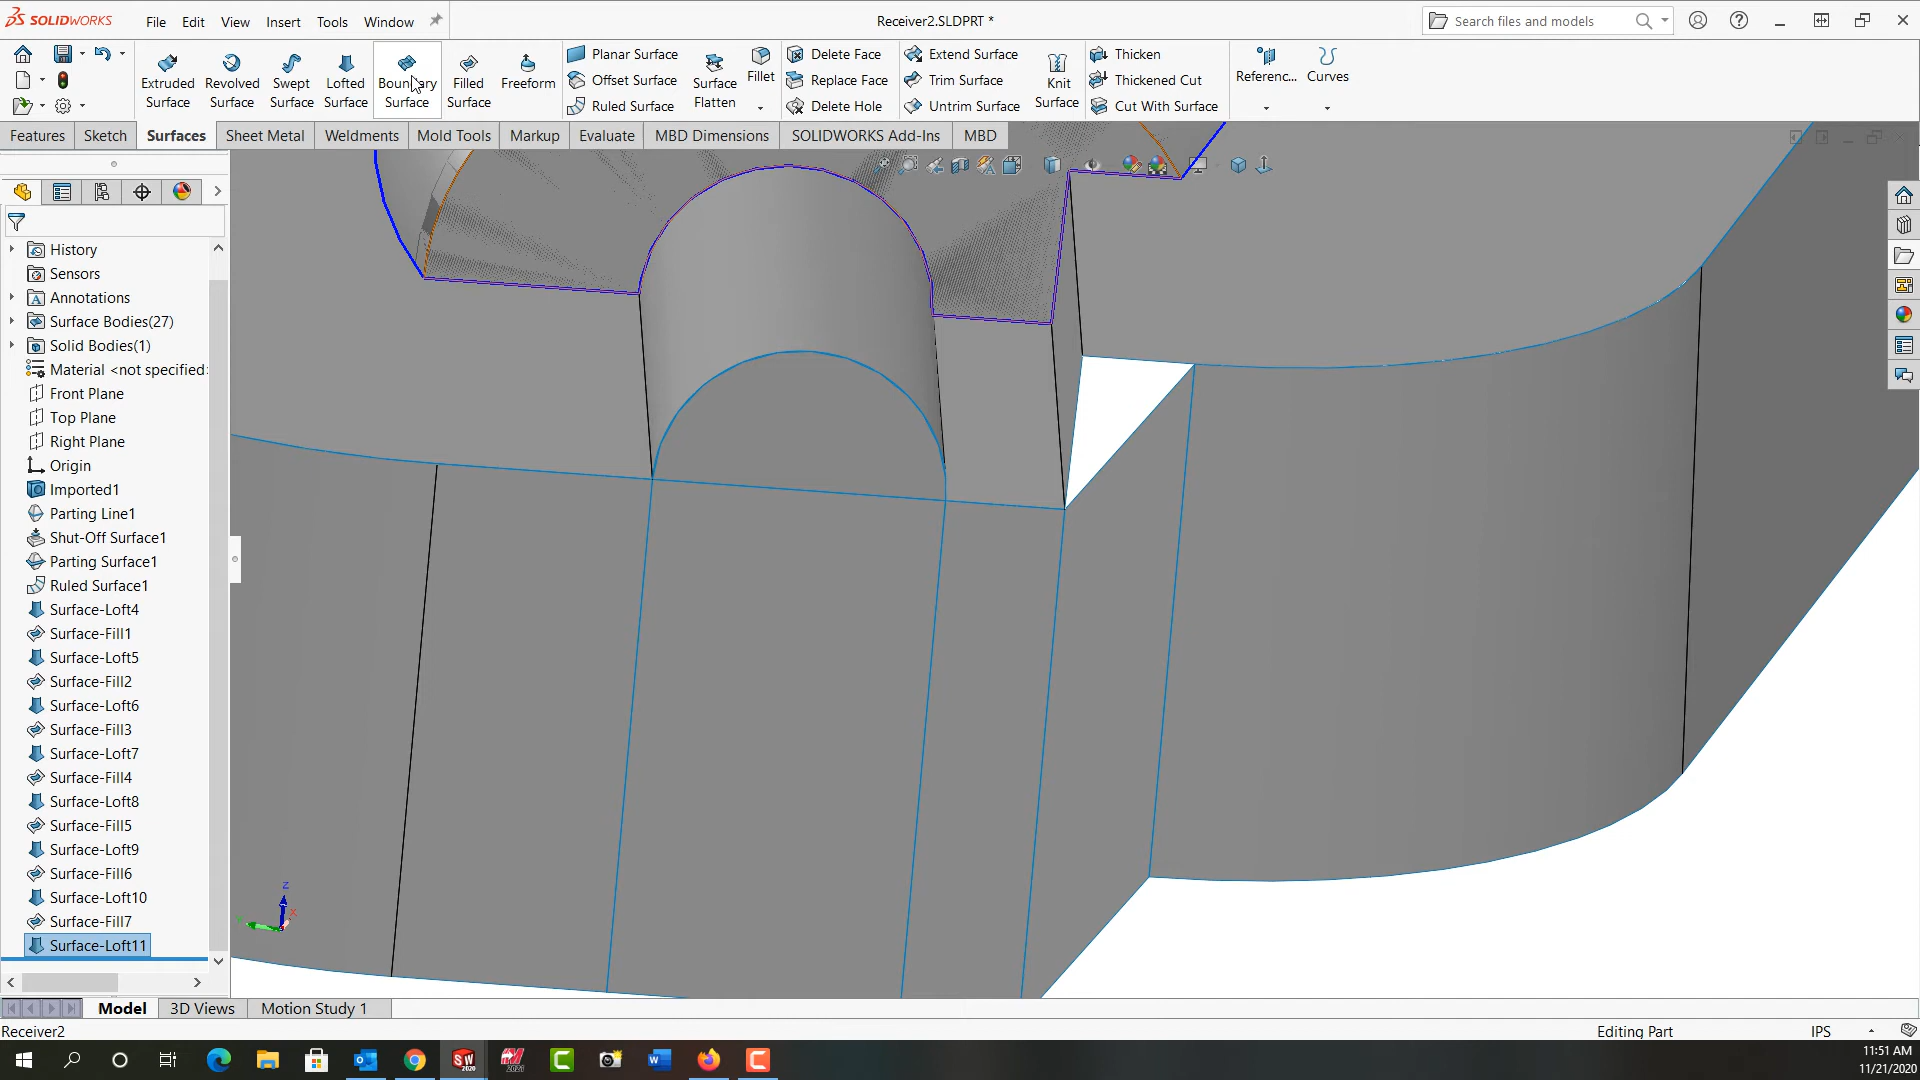 SOLIDWORKS
File Edit View Insert Tools Window
Receiver2.SLDPRT *
Search files and models
Extruded Surface
Revolved Surface
Swept Surface
Lofted Surface
Boundary Surface
Filled Surface
Freeform
Planar Surface
Offset Surface
Ruled Surface
Surface Flatten
Fillet
Delete Face
Replace Face
Delete Hole
Extend Surface
Trim Surface
Untrim Surface
Knit Surface
Thicken
Thickened Cut
Cut With Surface
Referenc...
Curves
Features Sketch Surfaces Sheet Metal Weldments Mold Tools Markup Evaluate MBD Dimensions SOLIDWORKS Add-Ins MBD
History
Sensors
Annotations
Surface Bodies(27)
Solid Bodies(1)
Material <not specified>
Front Plane
Top Plane
Right Plane
Origin
Imported1
Parting Line1
Shut-Off Surface1
Parting Surface1
Ruled Surface1
Surface-Loft4
Surface-Fill1
Surface-Loft5
Surface-Fill2
Surface-Loft6
Surface-Fill3
Surface-Loft7
Surface-Fill4
Surface-Loft8
Surface-Fill5
Surface-Loft9
Surface-Fill6
Surface-Loft10
Surface-Fill7
Surface-Loft11
Z
X
Model 3D Views Motion Study 1
Receiver2
Editing Part
IPS
SW 2020
2021
11:51 AM
11/21/2020